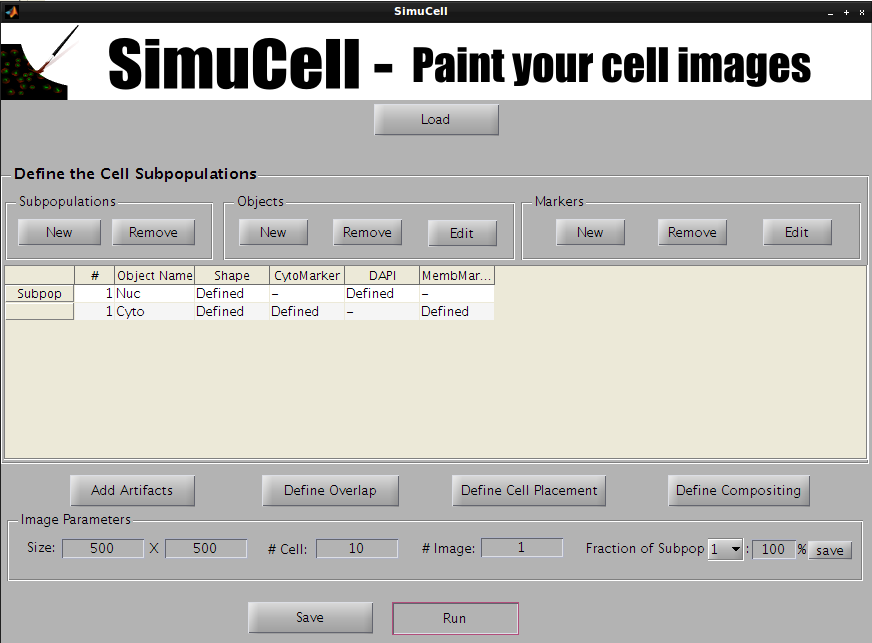 SimuCell
SimuCell - Paint your cell images
Load
Define the Cell Subpopulations
Subpopulations Objects Markers
New Remove New Remove Edit New Remove Edit
# Object Name Shape CytoMarker DAPI MembMar...
Subpop 1 Nuc Defined – Defined –
1 Cyto Defined Defined – Defined
Add Artifacts Define Overlap Define Cell Placement Define Compositing
Image Parameters
Size: 500 X 500 # Cell: 10 # Image: 1 Fraction of Subpop 1 : 100 % save
Save Run